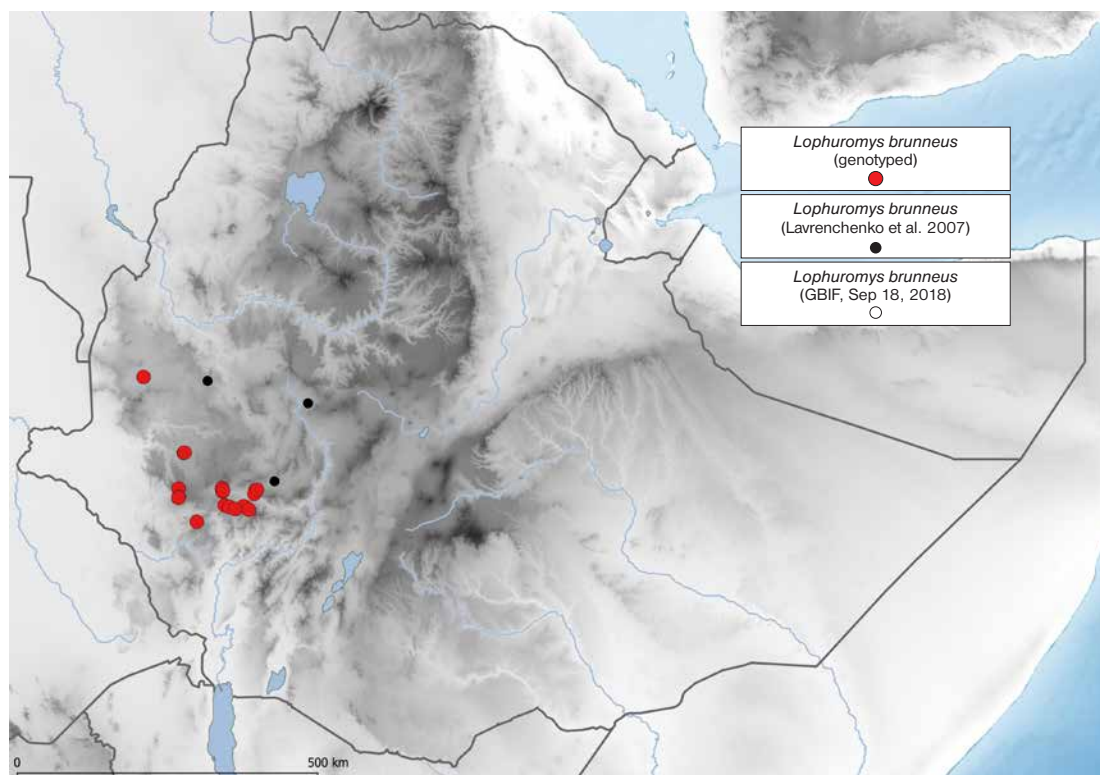 Lophuromys brunneus
(genotyped)
Lophuromys brunneus
(Lavrenchenko et al. 2007)
Lophuromys brunneus
(GBIF, Sep 18, 2018)
0
500 km